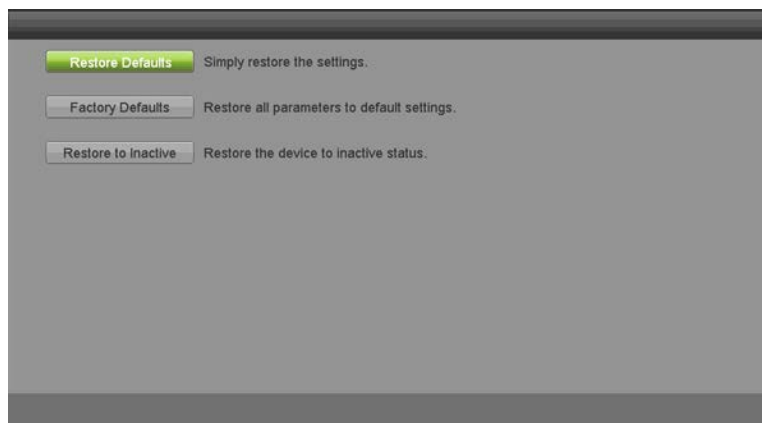 Restore Defaults Simply restore the settings.
Factory Defaults Restore all parameters to default settings.
Restore to Inactive Restore the device to inactive status.